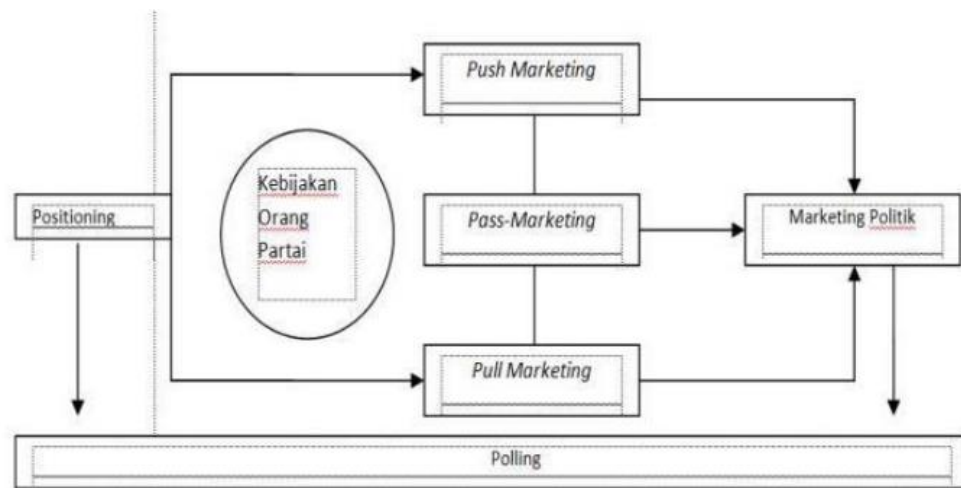 Push Marketing
Kebijakan
Orang
Partai
Positioning
Pass-Marketing
Marketing Politik
Pull Marketing
Polling